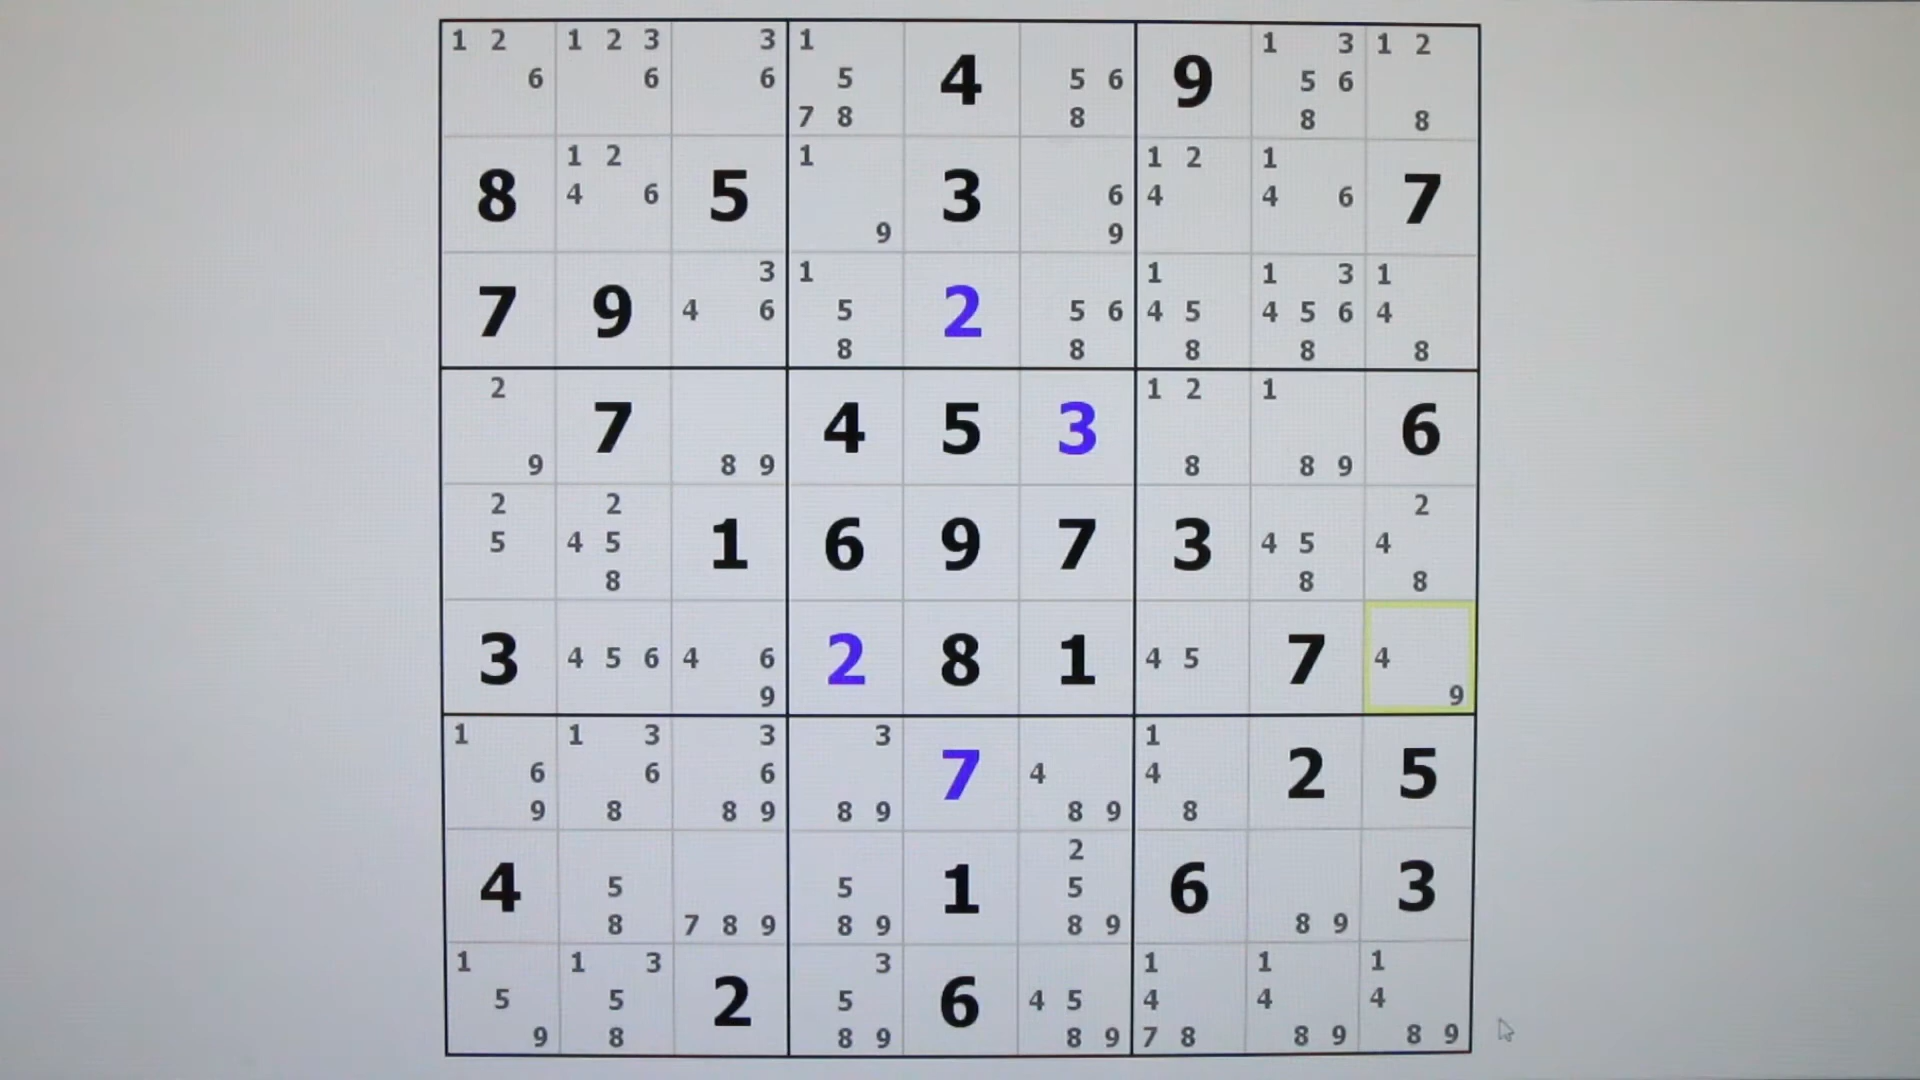 1 2 1 2 3 3 1 1 3 1 2
6 6 6 5 4 5 6 9 5 6
7 8 8 8 8
1 2 1 1 2 1
8 4 6 5 3 6 4 4 6 7
9 9
3 1 1 1 3 1
7 9 4 6 5 2 5 6 4 5 4 5 6 4
8 8 8 8 8
2 1 2 1
7 4 5 3 6
9 8 9 8 8 9
2 2 2
5 4 5 1 6 9 7 3 4 5 4
8 8 8
3 4 5 6 4 6 2 8 1 4 5 7 4
9 9
1 1 3 3 3 1
6 6 6 7 4 4 2 5
9 8 8 9 8 9 8 9 8
2
4 5 5 1 5 6 3
8 7 8 9 8 9 8 9 8 9
1 1 3 3 1 1 1
5 5 2 5 6 4 5 4 4 4
9 8 8 9 8 9 7 8 8 9 8 9